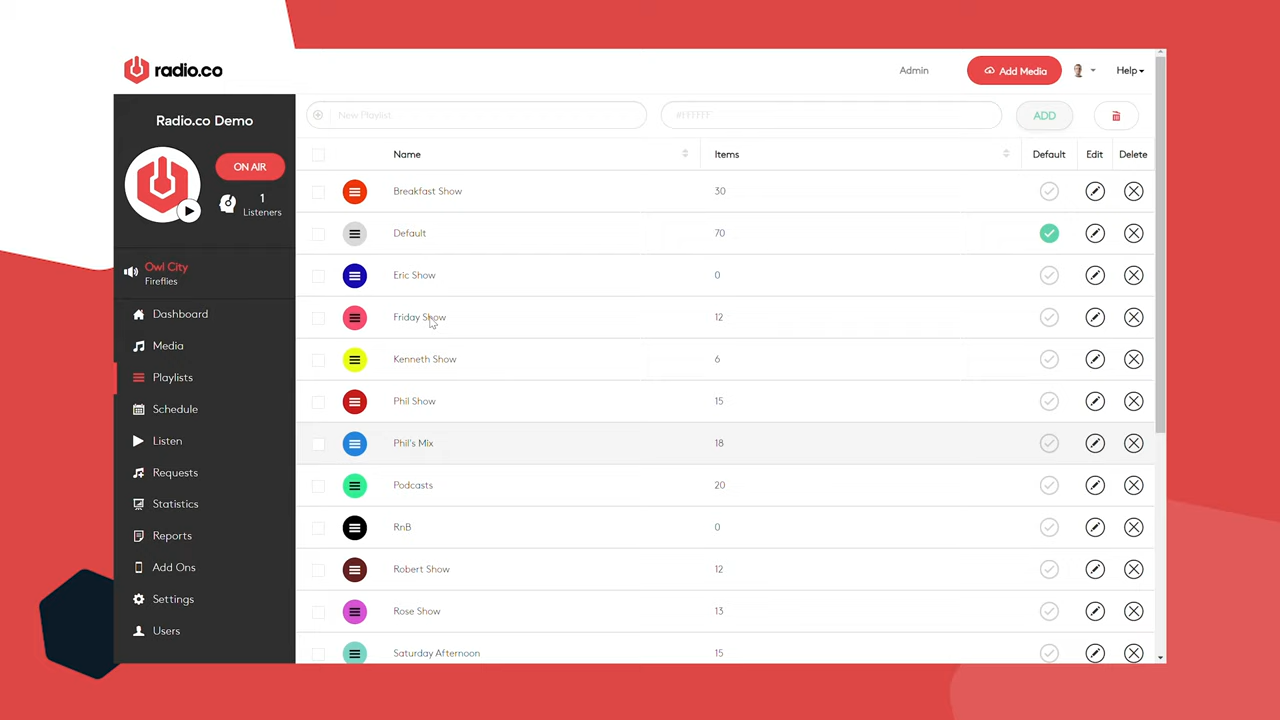 radio.co
Admin
Add Media
Help
Radio.co Demo
ON AIR
1
Listeners
Owl City
Fireflies
Dashboard
Media
Playlists
Schedule
Listen
Requests
Statistics
Reports
Add Ons
Settings
Users
New Playlist
#FFFFFF
ADD
Name Items Default Edit Delete
Breakfast Show 30
Default 70
Eric Show 0
Friday Show 12
Kenneth Show 6
Phil Show 15
Phil's Mix 18
Podcasts 20
RnB 0
Robert Show 12
Rose Show 13
Saturday Afternoon 15